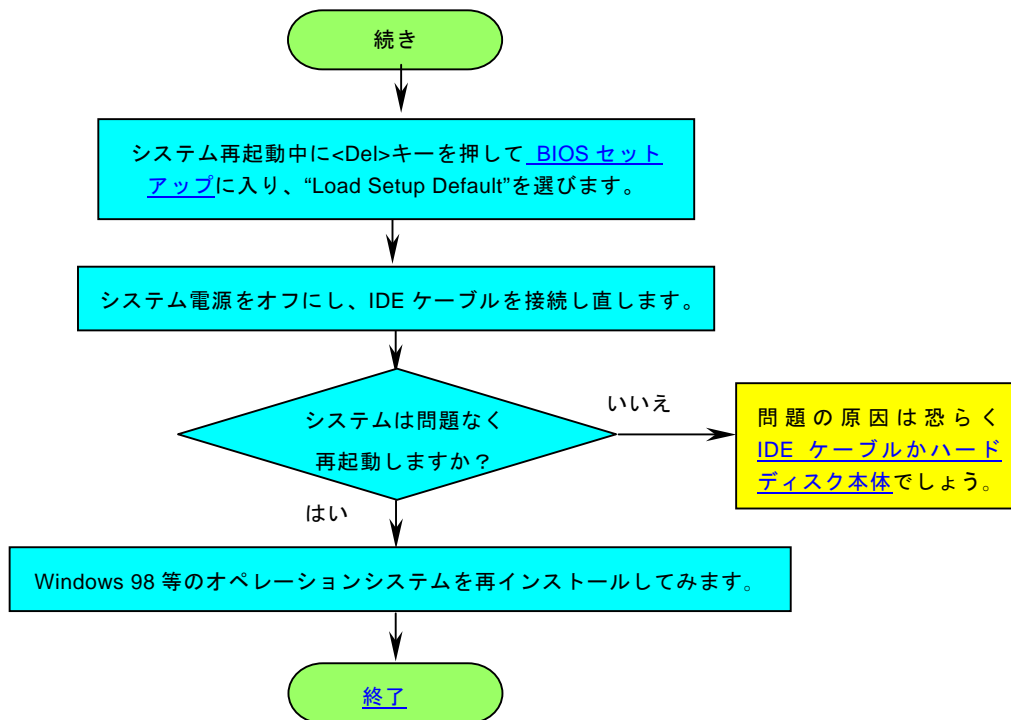 続き
システム再起動中に<Del>キーを押して BIOS セット
アップに入り、“Load Setup Default”を選びます。
システム電源をオフにし、IDE ケーブルを接続し直します。
システムは問題なく
再起動しますか？
いいえ
問題の原因は恐らく
IDE ケーブルかハード
ディスク本体でしょう。
はい
Windows 98 等のオペレーションシステムを再インストールしてみます。
終了